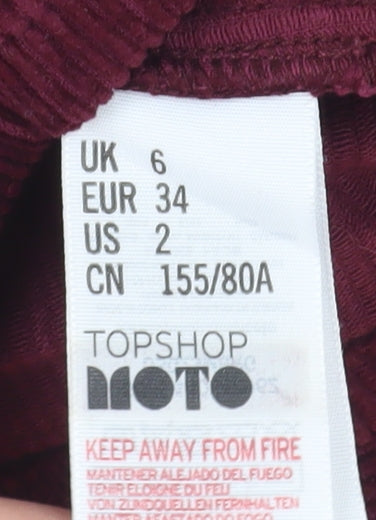 UK 6
EUR 34
US 2
CN 155/80A
TOPSHOP
MOTO
KEEP AWAY FROM FIRE
MANTENER ALEJADO DEL FUEGO
TENIR ELOIGNE DU FEU
VON ZUNDQUELLEN FERNHALTEN